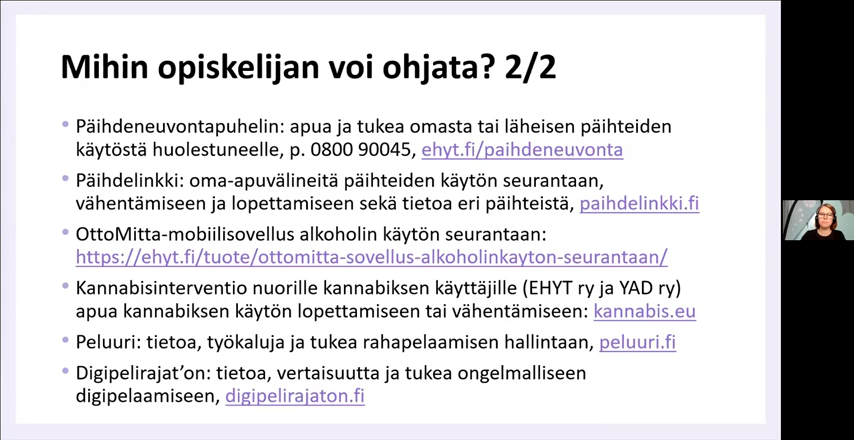 Mihin opiskelijan voi ohjata? 2/2
• Päihdeneuvontapuhelin: apua ja tukea omasta tai läheisen päihteiden
käytöstä huolestuneelle, p. 0800 90045, ehyt.fi/paihdeneuvonta
• Päihdelinkki: oma-apuvälineitä päihteiden käytön seurantaan,
vähentämiseen ja lopettamiseen sekä tietoa eri päihteistä, paihdelinkki.fi
• OttoMitta-mobiilisovellus alkoholin käytön seurantaan:
https://ehyt.fi/tuote/ottomitta-sovellus-alkoholinkayton-seurantaan/
• Kannabisinterventio nuorille kannabiksen käyttäjille (EHYT ry ja YAD ry)
apua kannabiksen käytön lopettamiseen tai vähentämiseen: kannabis.eu
• Peluuri: tietoa, työkaluja ja tukea rahapelaamisen hallintaan, peluuri.fi
• Digipelirajat’on: tietoa, vertaisuutta ja tukea ongelmalliseen
digipelaamiseen, digipelirajaton.fi